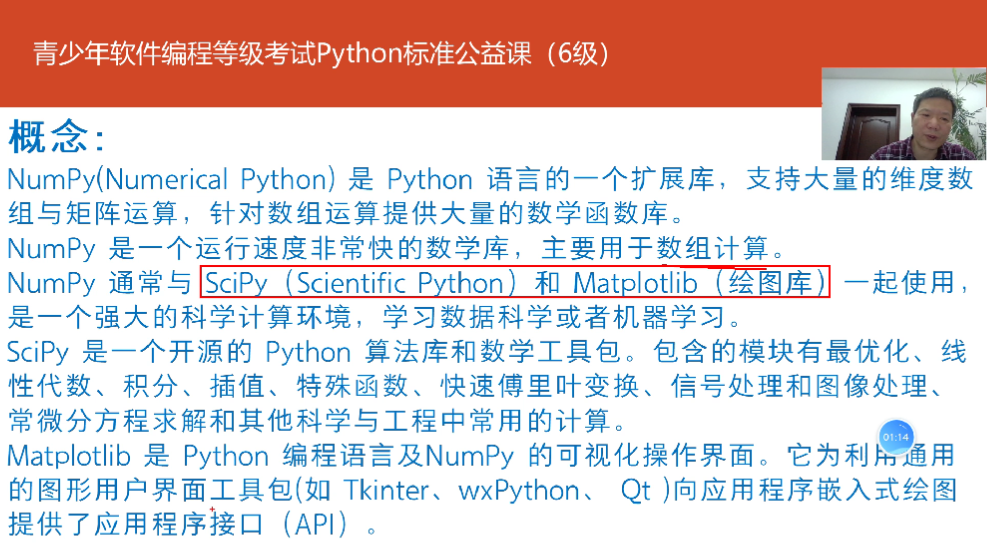 青少年软件编程等级考试Python标准公益课（6级）
概念：
NumPy(Numerical Python) 是 Python 语言的一个扩展库，支持大量的维度数
组与矩阵运算，针对数组运算提供大量的数学函数库。
NumPy 是一个运行速度非常快的数学库，主要用于数组计算。
NumPy 通常与 SciPy（Scientific Python）和 Matplotlib（绘图库）一起使用，
是一个强大的科学计算环境，学习数据科学或者机器学习。
SciPy 是一个开源的 Python 算法库和数学工具包。包含的模块有最优化、线
性代数、积分、插值、特殊函数、快速傅里叶变换、信号处理和图像处理、
常微分方程求解和其他科学与工程中常用的计算。
01:14
Matplotlib 是 Python 编程语言及NumPy 的可视化操作界面。它为利用通用
的图形用户界面工具包(如 Tkinter、wxPython、 Qt )向应用程序嵌入式绘图
提供了应用程序接口（API）。